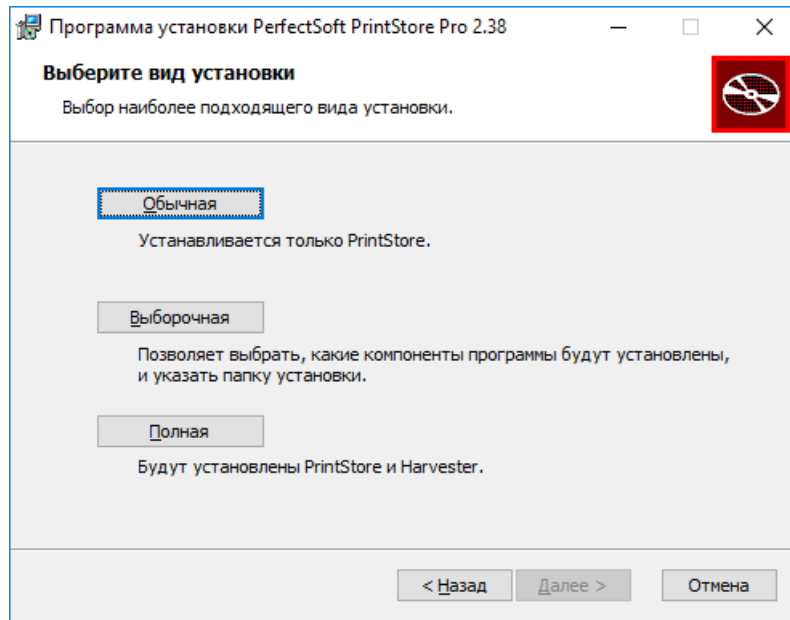 Программа установки PerfectSoft PrintStore Pro 2.38
Выберите вид установки
Выбор наиболее подходящего вида установки.
Обычная
Устанавливается только PrintStore.
Выборочная
Позволяет выбрать, какие компоненты программы будут установлены,
и указать папку установки.
Полная
Будут установлены PrintStore и Harvester.
< Назад
Далее >
Отмена